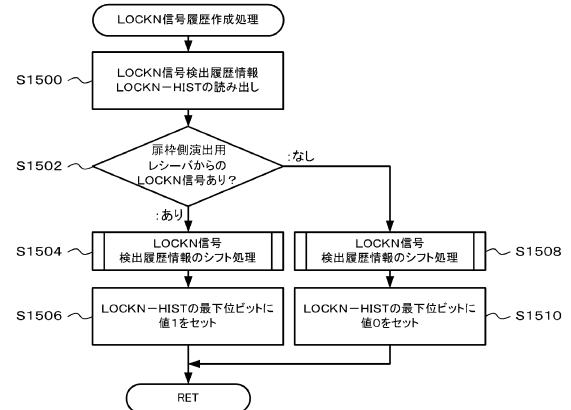 LOCKN信号履歴作成処理
S1500
LOCKN信号検出履歴情報
LOCKN－HISTの読み出し
S1502
扉枠側演出用
レシーバからの
LOCKN信号あり？
:なし
:あり
S1504
LOCKN信号
検出履歴情報のシフト処理
LOCKN信号
検出履歴情報のシフト処理
S1508
S1506
LOCKN－HISTの最下位ビットに
値1をセット
LOCKN－HISTの最下位ビットに
値0をセット
S1510
RET